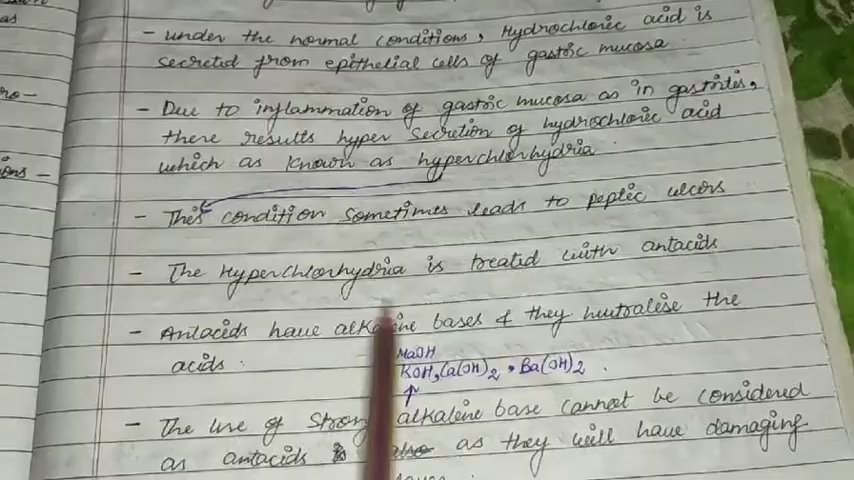 as
ro-
ons -
- under the normal conditions, Hydrochloric acid is
secreted from epithelial cells of gastric mucosa
- Due to inflammation of gastric mucosa as in gastritis,
there results hyper secretion of hydrochloric acid
which as known as hyperchlorhydria
- This condition sometimes leads to peptic ulcers
- The Hyperchlorhydria is treated with antacids
- Antacids have alkaline bases & they neutralise the
acids.
NaOH
KOH, Ca(OH)2 , Ba(OH)2 .
- The use of strong alkaline base cannot be considered
as antacids as they will have damaging